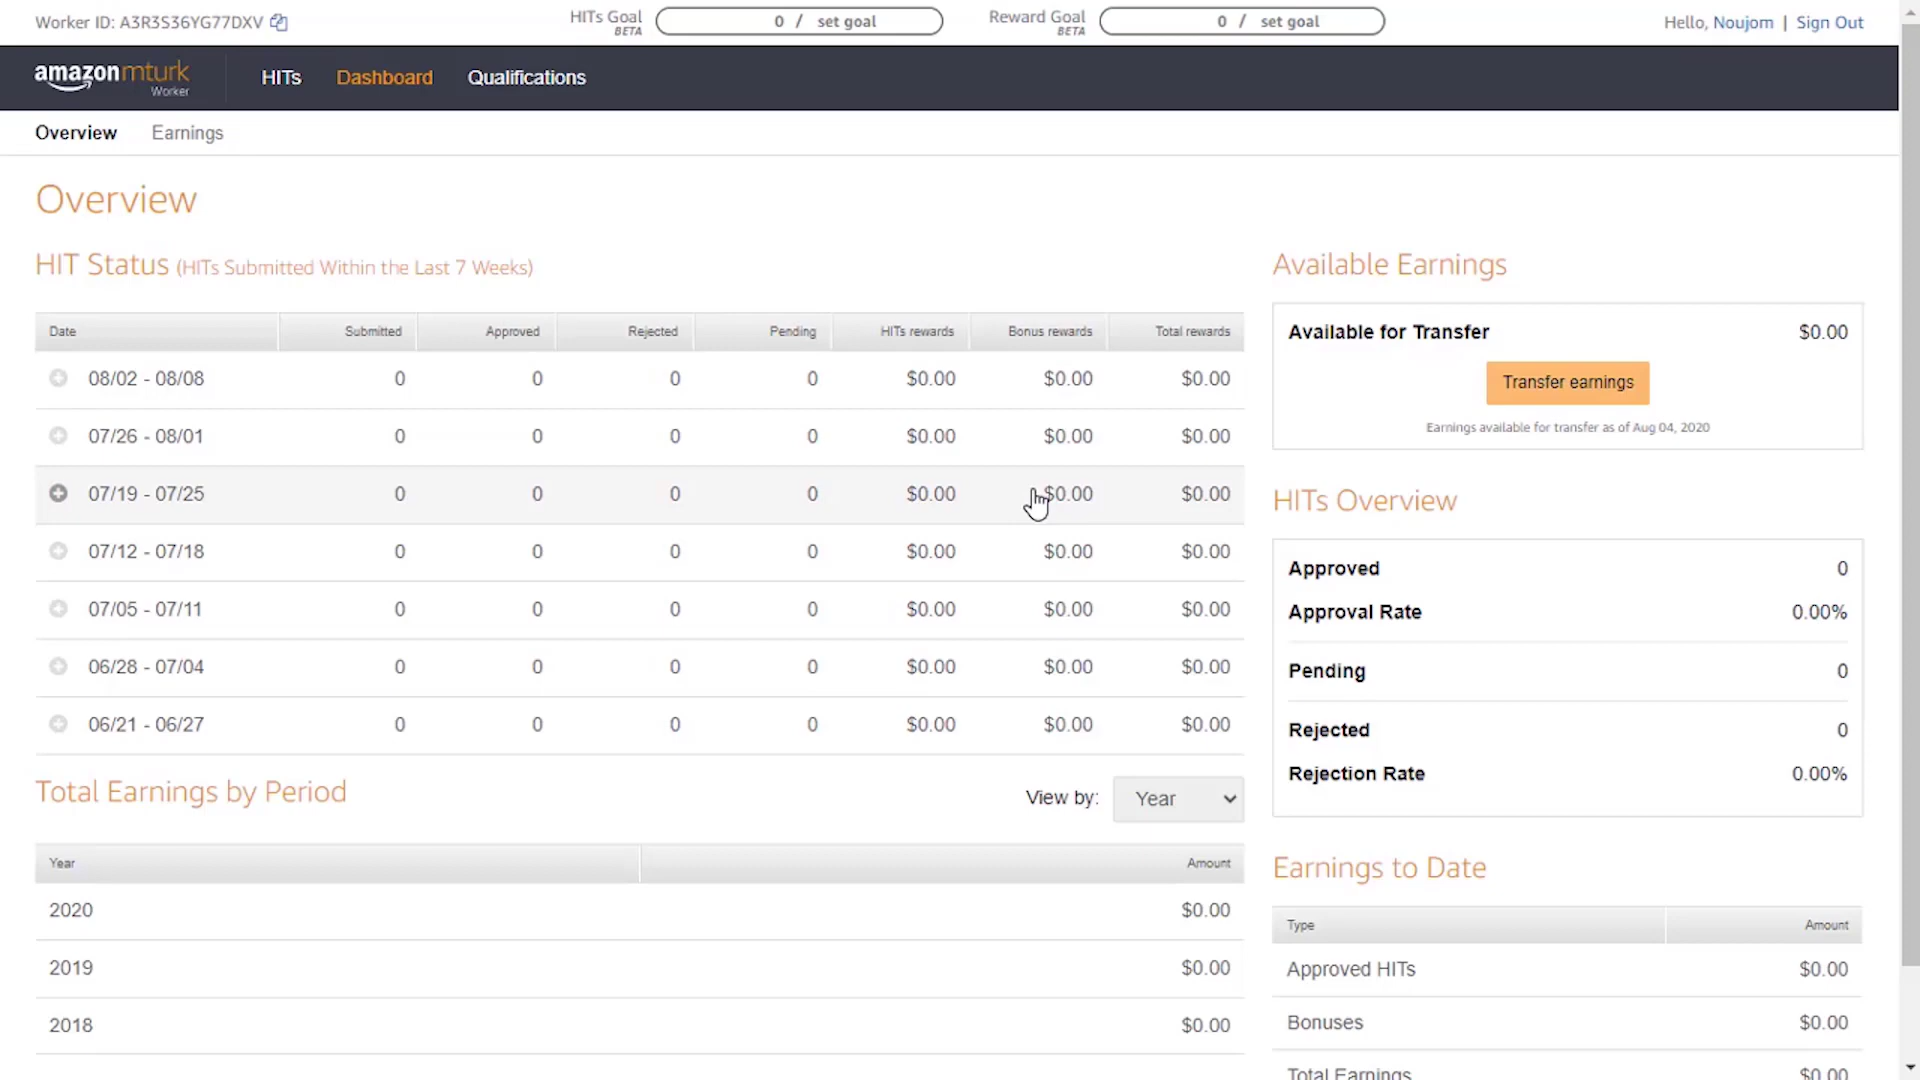 Worker ID: A3R3S36YG77DXV
HITs Goal
BETA
0 / set goal
Reward Goal
BETA
0 / set goal
Hello, Noujom | Sign Out
amazonmturk
Worker
HITs
Dashboard
Qualifications
Overview
Earnings
Overview
HIT Status (HITs Submitted Within the Last 7 Weeks)
Date Submitted Approved Rejected Pending HITs rewards Bonus rewards Total rewards
08/02 - 08/08 0 0 0 0 $0.00 $0.00 $0.00
07/26 - 08/01 0 0 0 0 $0.00 $0.00 $0.00
07/19 - 07/25 0 0 0 0 $0.00 $0.00 $0.00
07/12 - 07/18 0 0 0 0 $0.00 $0.00 $0.00
07/05 - 07/11 0 0 0 0 $0.00 $0.00 $0.00
06/28 - 07/04 0 0 0 0 $0.00 $0.00 $0.00
06/21 - 06/27 0 0 0 0 $0.00 $0.00 $0.00
Total Earnings by Period
View by: Year
Year Amount
2020 $0.00
2019 $0.00
2018 $0.00
Available Earnings
Available for Transfer $0.00
Transfer earnings
Earnings available for transfer as of Aug 04, 2020
HITs Overview
Approved 0
Approval Rate 0.00%
Pending 0
Rejected 0
Rejection Rate 0.00%
Earnings to Date
Type Amount
Approved HITs $0.00
Bonuses $0.00
Total Earnings $0.00